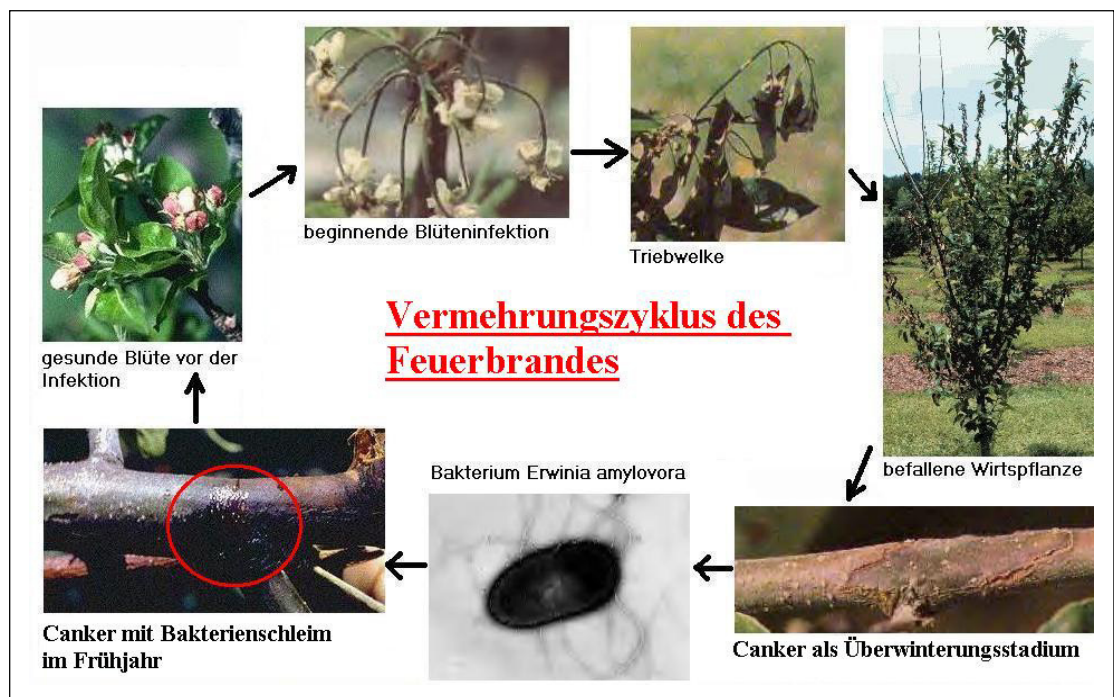 beginnende Blüteninfektion
Triebwelke
Vermehrungszyklus des
Feuerbrandes
gesunde Blüte vor der
Infektion
befallene Wirtspflanze
Bakterium Erwinia amylovora
Canker mit Bakterienschleim
im Frühjahr
Canker als Überwinterungsstadium